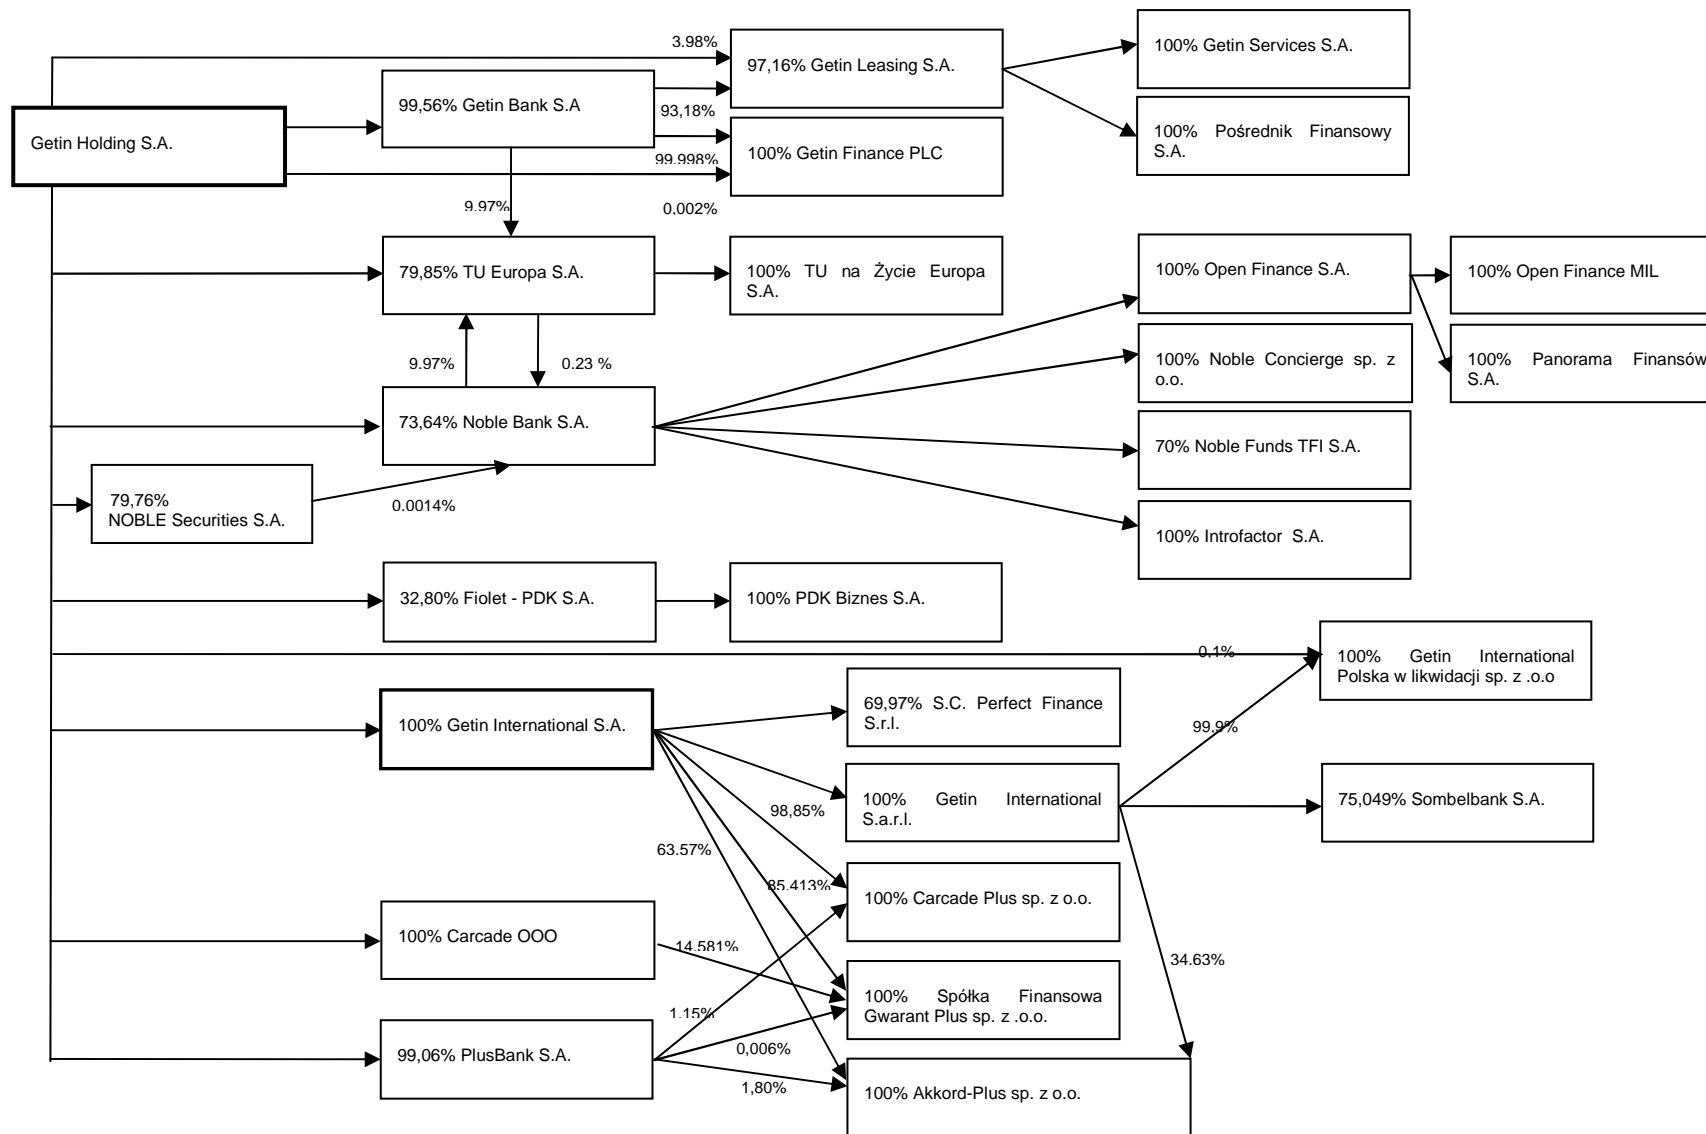 3.98%
97,16% Getin Leasing S.A.
100% Getin Services S.A.
99,56% Getin Bank S.A
93,18%
Getin Holding S.A.
100% Pośrednik Finansowy
S.A.
99.998%
100% Getin Finance PLC
9.97%
0,002%
79,85% TU Europa S.A.
100% TU na Życie Europa
S.A.
100% Open Finance S.A.
100% Open Finance MIL
9.97%
0.23 %
100% Noble Concierge sp. z
o.o.
100% Panorama Finansów
S.A.
73,64% Noble Bank S.A.
70% Noble Funds TFI S.A.
79,76%
NOBLE Securities S.A.
0.0014%
100% Introfactor S.A.
32,80% Fiolet - PDK S.A.
100% PDK Biznes S.A.
0,1%
100% Getin International
Polska w likwidacji sp. z .o.o
100% Getin International S.A.
69,97% S.C. Perfect Finance
S.r.l.
99,9%
98,85%
100% Getin International
S.a.r.l.
75,049% Sombelbank S.A.
63.57%
85.413%
100% Carcade Plus sp. z o.o.
100% Carcade OOO
14.581%
34.63%
1.15%
100% Spółka Finansowa
Gwarant Plus sp. z .o.o.
99,06% PlusBank S.A.
0,006%
1,80%
100% Akkord-Plus sp. z o.o.